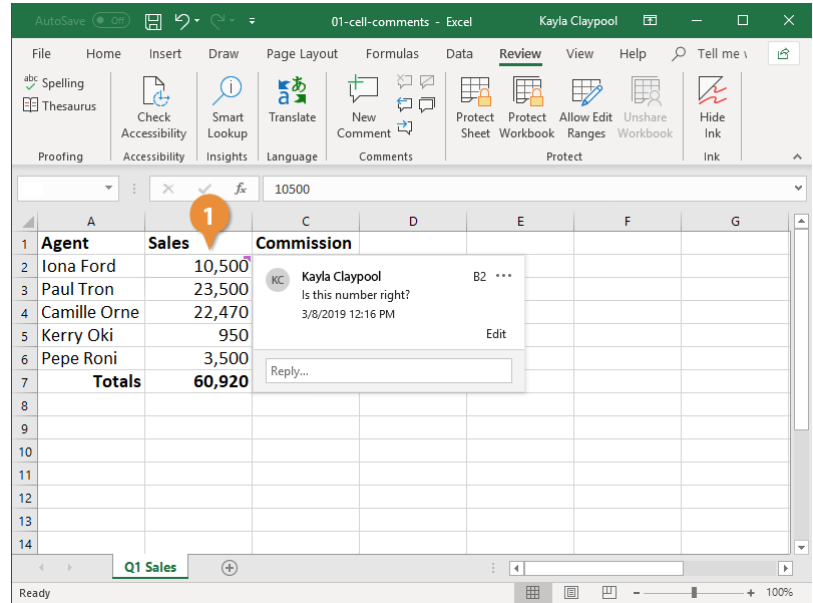 AutoSave Off 01-cell-comments - Excel Kayla Claypool
File Home Insert Draw Page Layout Formulas Data Review View Help Tell me
abc Spelling
Thesaurus
Check Accessibility
Smart Lookup
Translate
New Comment
Protect Sheet
Protect Workbook
Allow Edit Ranges
Unshare Workbook
Hide Ink
Proofing Accessibility Insights Language Comments Protect Ink
fx 10500
1
A B C D E F G
1 Agent Sales Commission
2 Iona Ford 10,500
3 Paul Tron 23,500
4 Camille Orne 22,470
5 Kerry Oki 950
6 Pepe Roni 3,500
7 Totals 60,920
8
9
10
11
12
13
14
KC Kayla Claypool B2 ...
Is this number right?
3/8/2019 12:16 PM
Edit
Reply...
Q1 Sales
Ready 100%